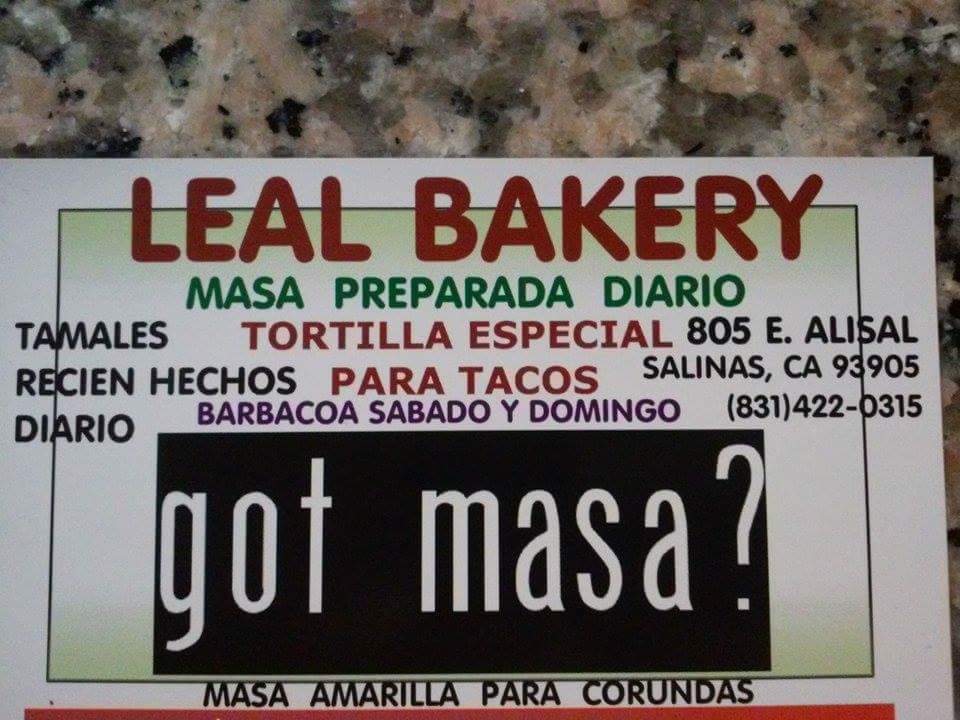 LEAL BAKERY
MASA PREPARADA DIARIO
TAMALES
RECIEN HECHOS
DIARIO
TORTILLA ESPECIAL
PARA TACOS
805 E. ALISAL
SALINAS, CA 93905
(831)422-0315
BARBACOA SABADO Y DOMINGO
got masa?
MASA AMARILLA PARA CORUNDAS